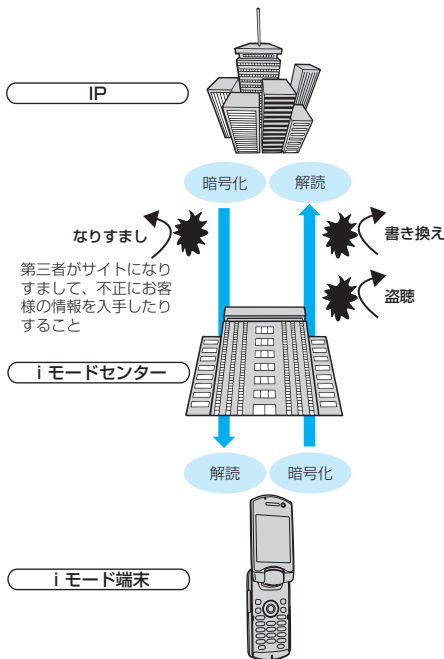 IP
暗号化
解読
なりすまし
第三者がサイトになり
すまして、不正にお客
様の情報を入手したり
すること
書き換え
盗聴
i モードセンター
解読
暗号化
i モード端末